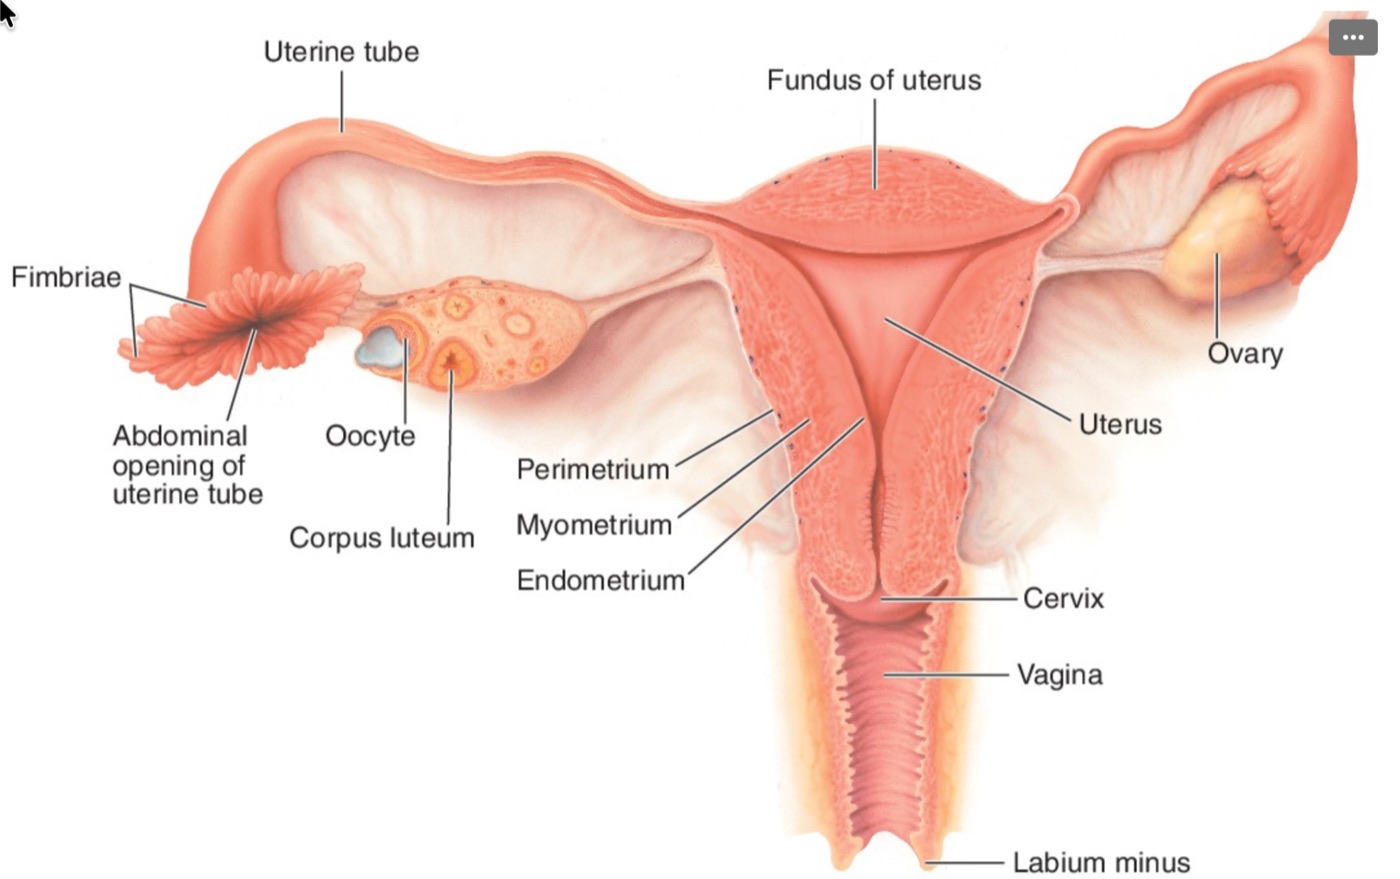 Uterine tube
Fundus of uterus
Fimbriae
Ovary
Abdominal
opening of
uterine tube
Oocyte
Uterus
Perimetrium
Myometrium
Corpus luteum
Endometrium
Cervix
Vagina
Labium minus